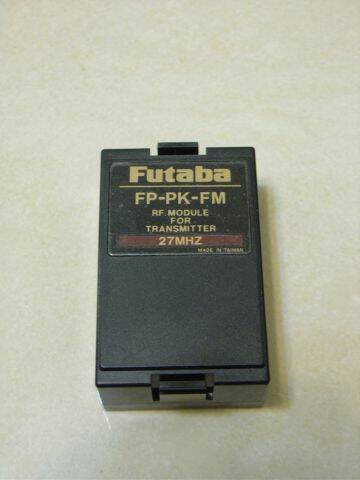 Futaba
FP-PK-FM
RF MODULE
FOR
TRANSMITTER
27MHZ
MADE IN TAIWAN